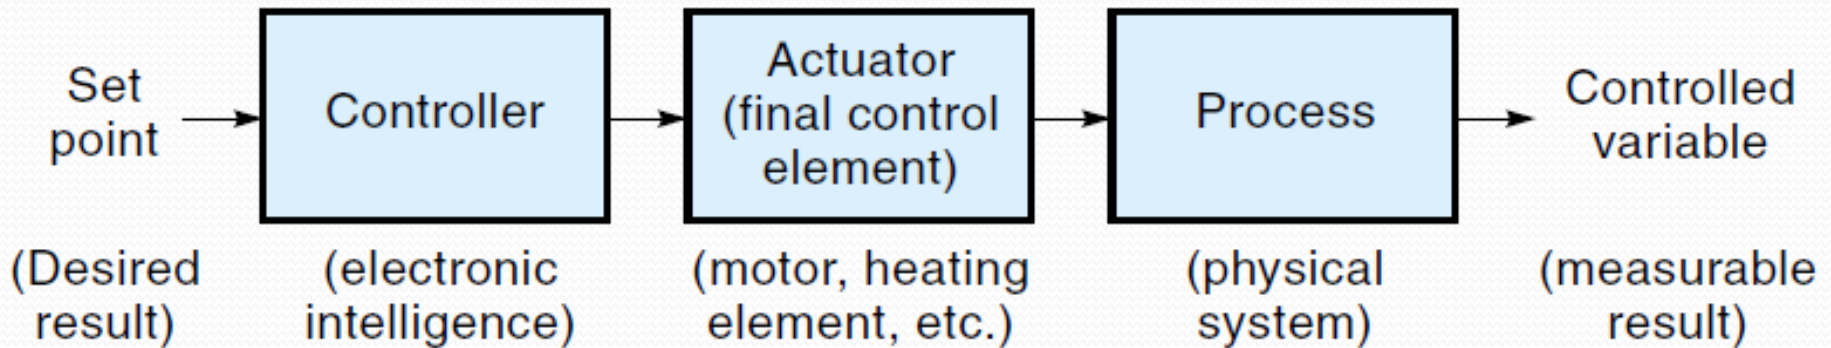 Set
point
Controller
Actuator
(final control
element)
Process
Controlled
variable
(Desired
result)
(electronic
intelligence)
(motor, heating
element, etc.)
(physical
system)
(measurable
result)